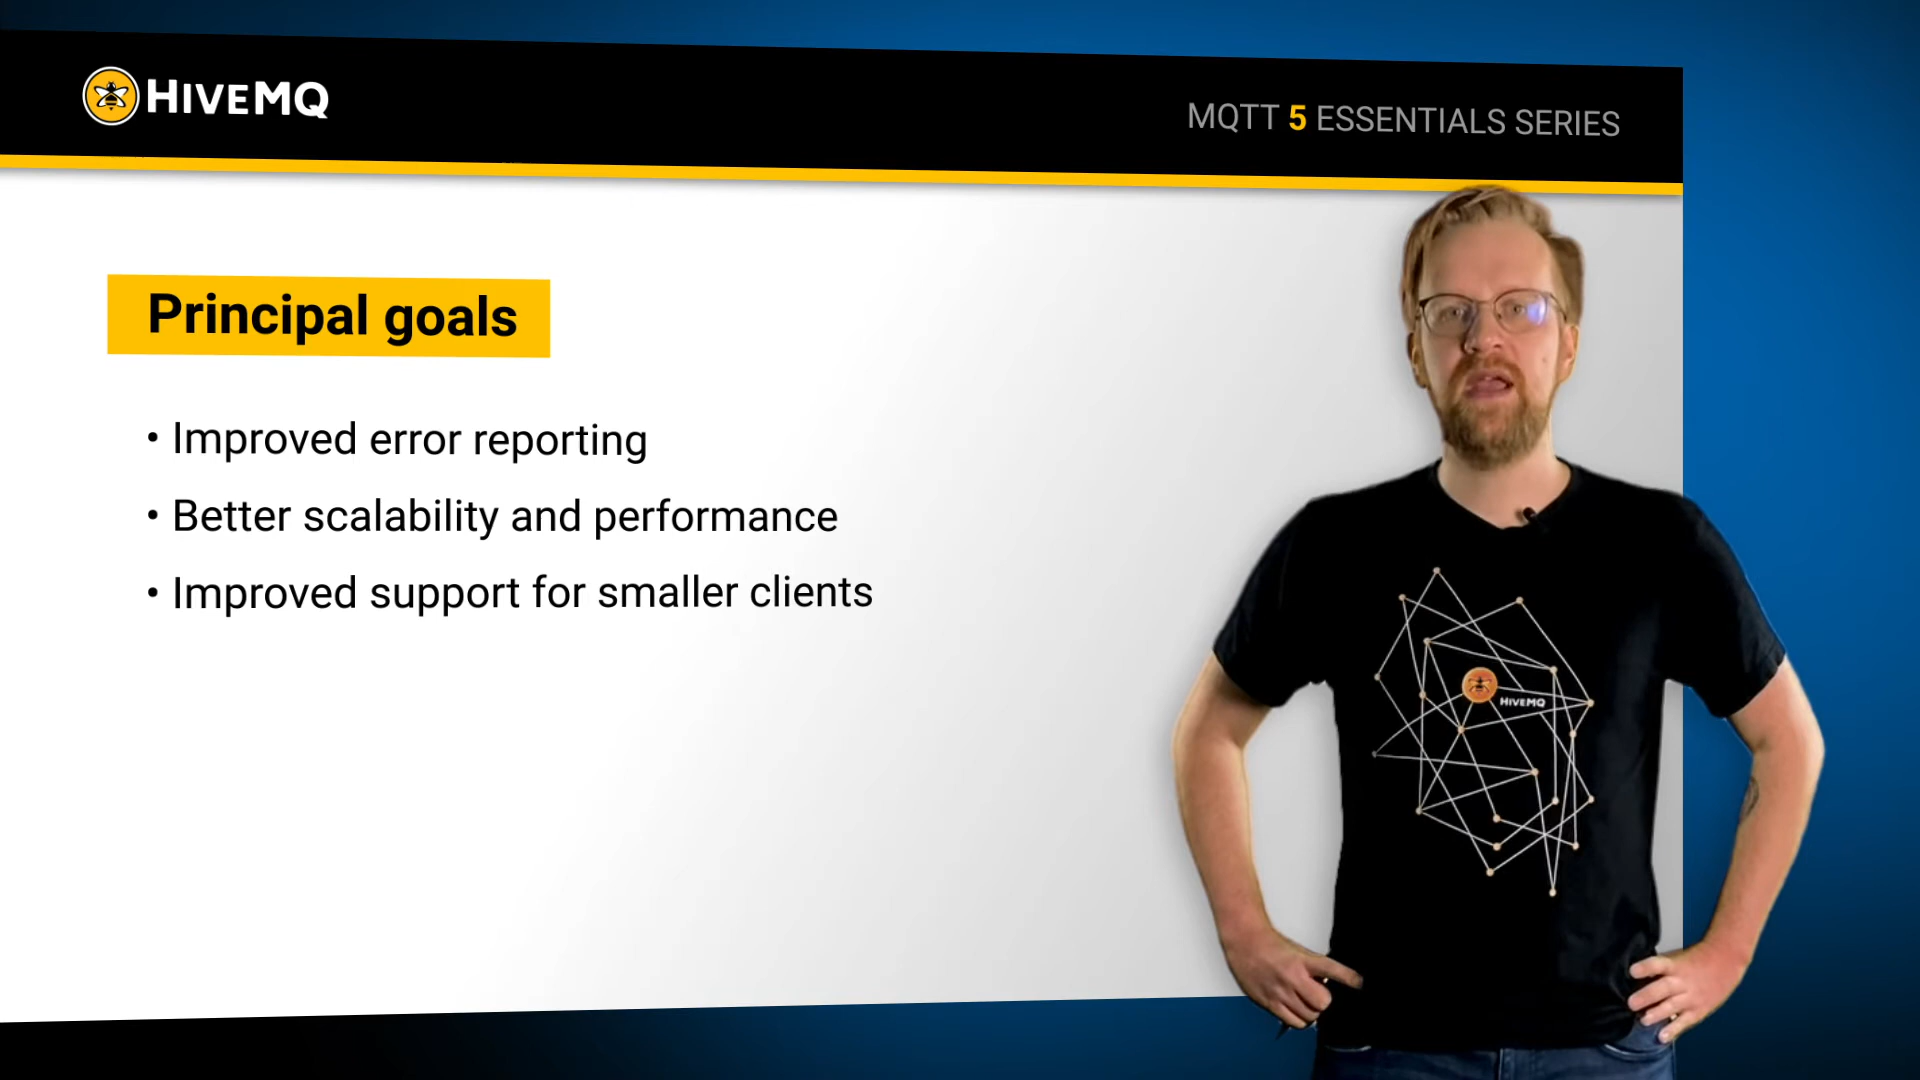 HIVEMQ
MQTT 5 ESSENTIALS SERIES
Principal goals
• Improved error reporting
• Better scalability and performance
• Improved support for smaller clients
HIVEMQ